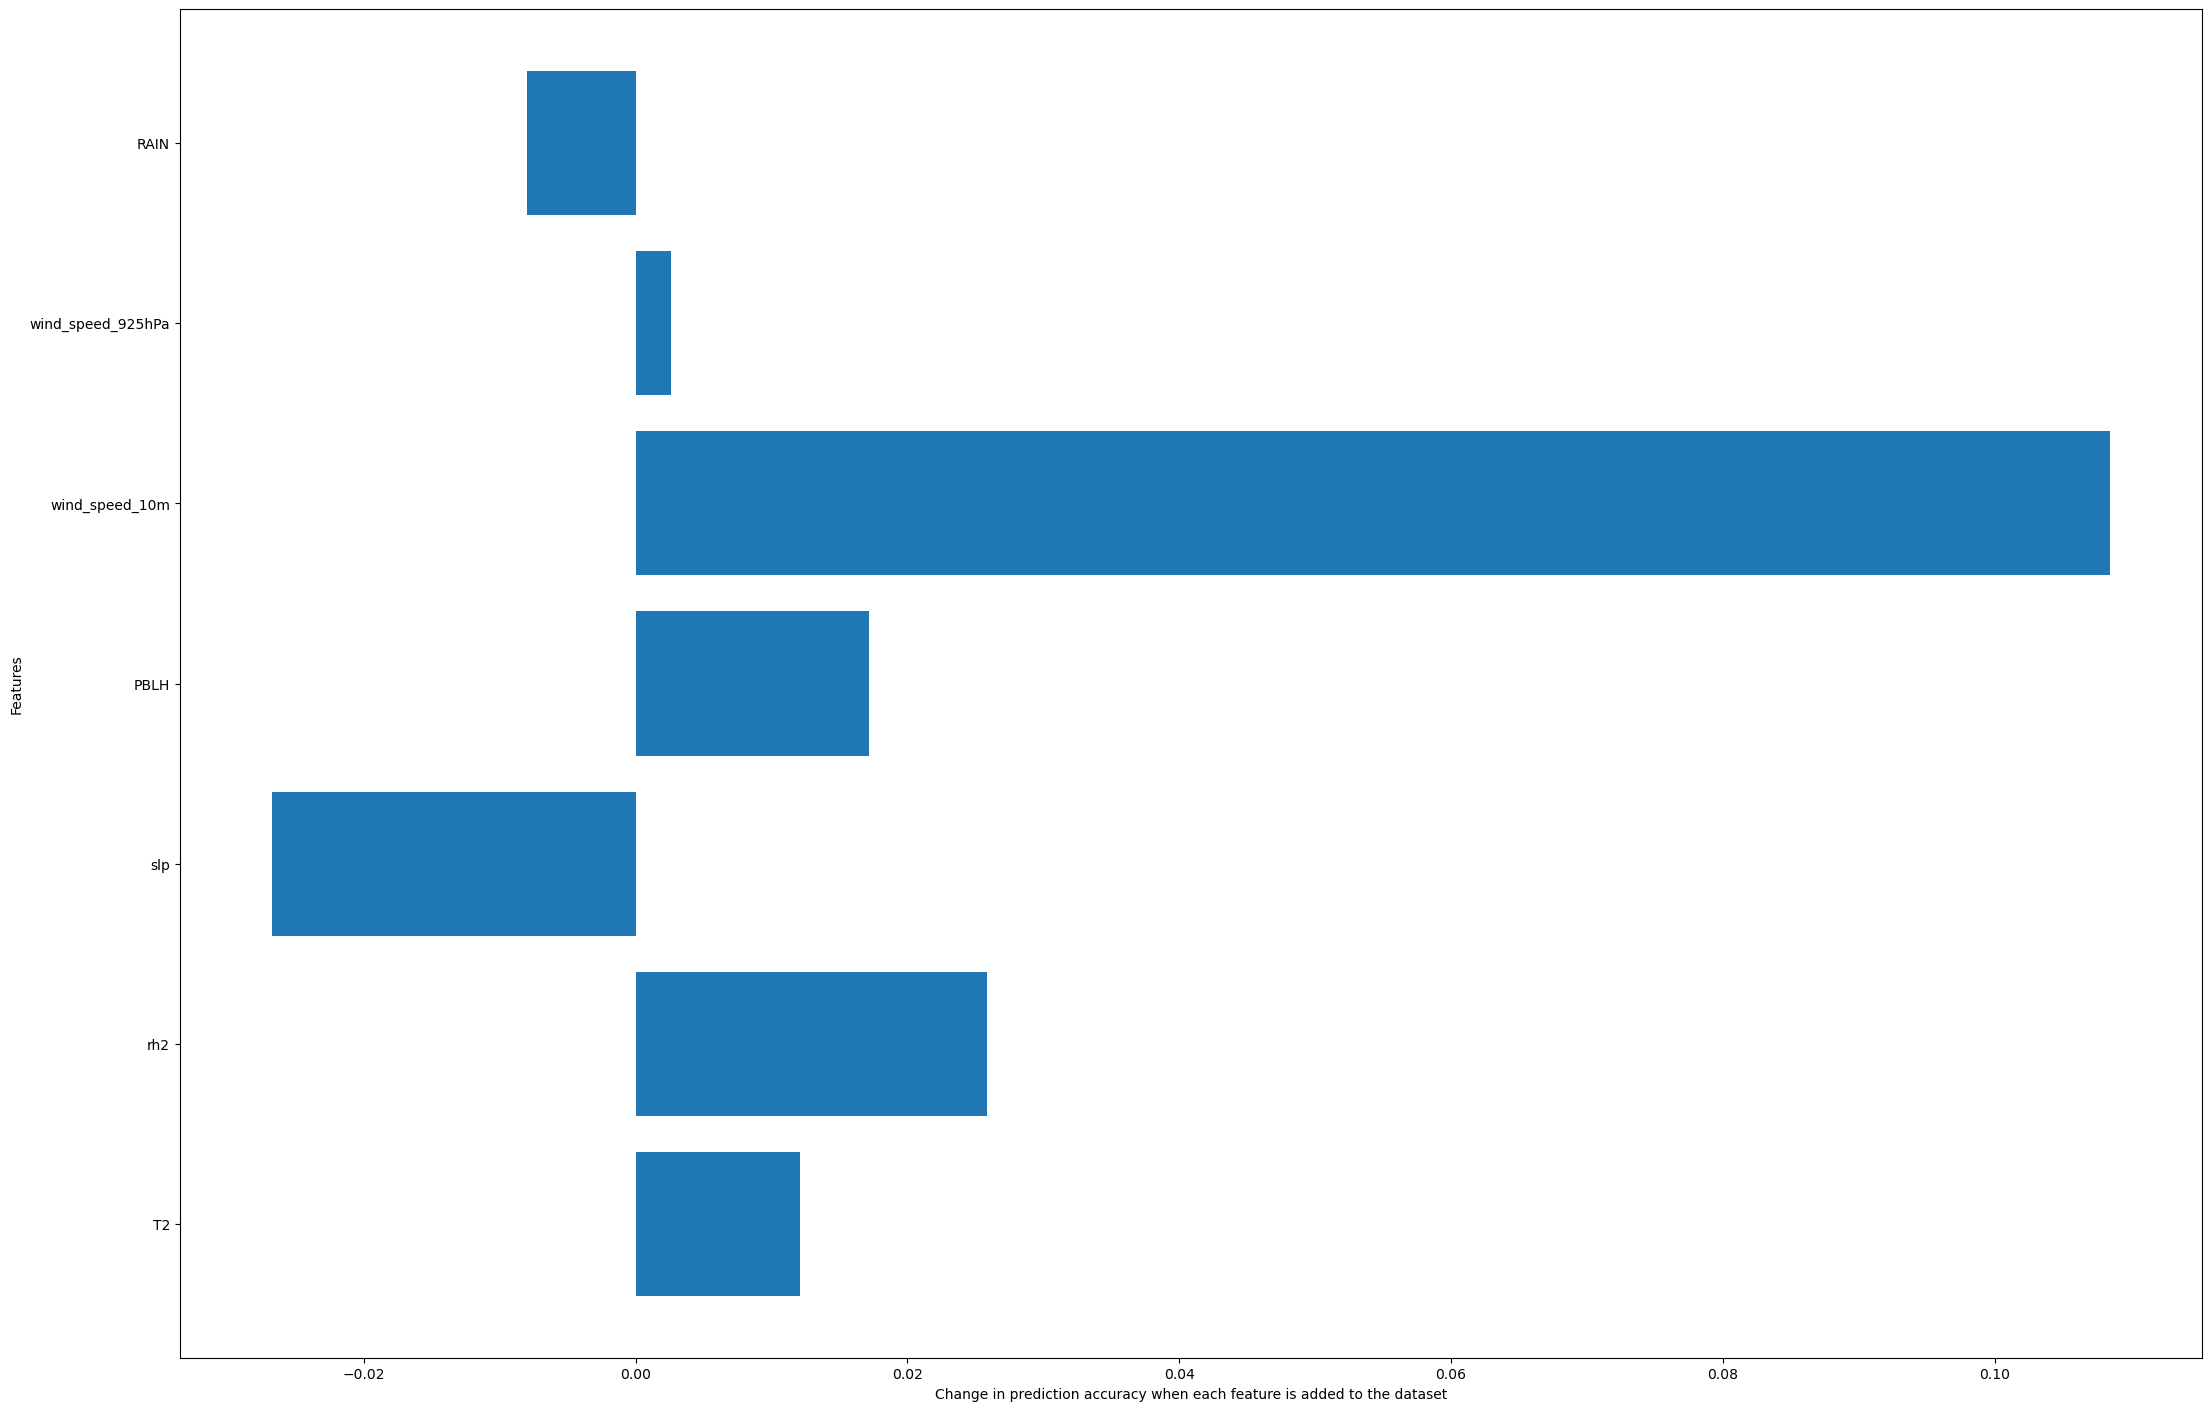 RAIN
wind_speed_925hPa
wind_speed_10m
PBLH
slp
rh2
T2
Features
−0.02 0.00 0.02 0.04 0.06 0.08 0.10
Change in prediction accuracy when each feature is added to the dataset